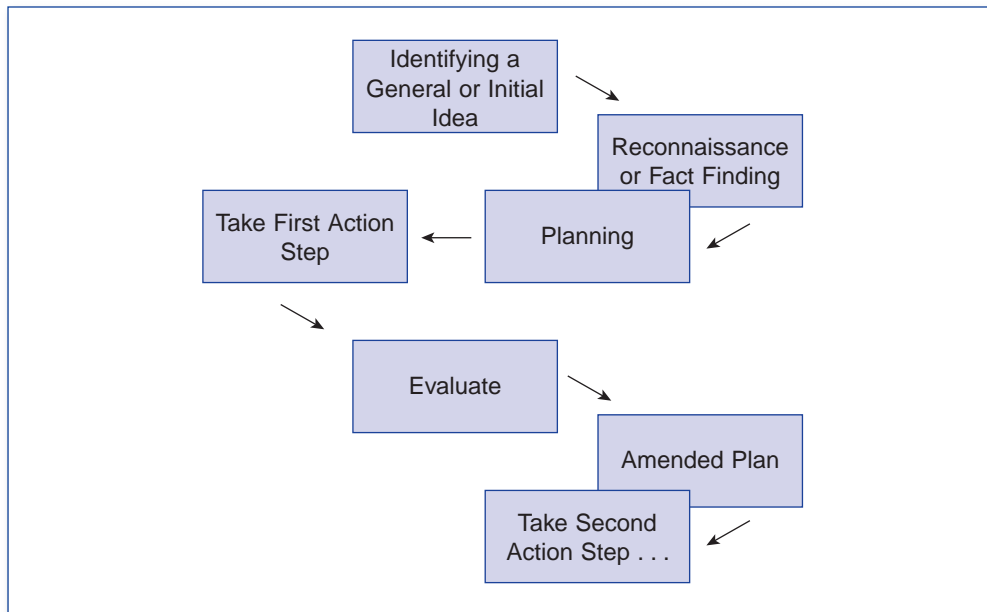 Identifying a
General or Initial
Idea
Reconnaissance
or Fact Finding
Planning
Take First Action
Step
Evaluate
Amended Plan
Take Second
Action Step . . .